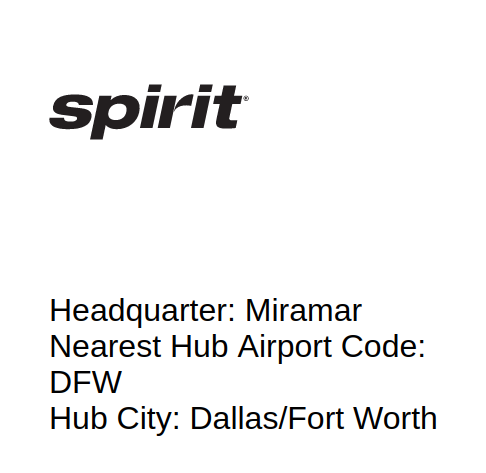 spirit®
Headquarter: Miramar
Nearest Hub Airport Code:
DFW
Hub City: Dallas/Fort Worth